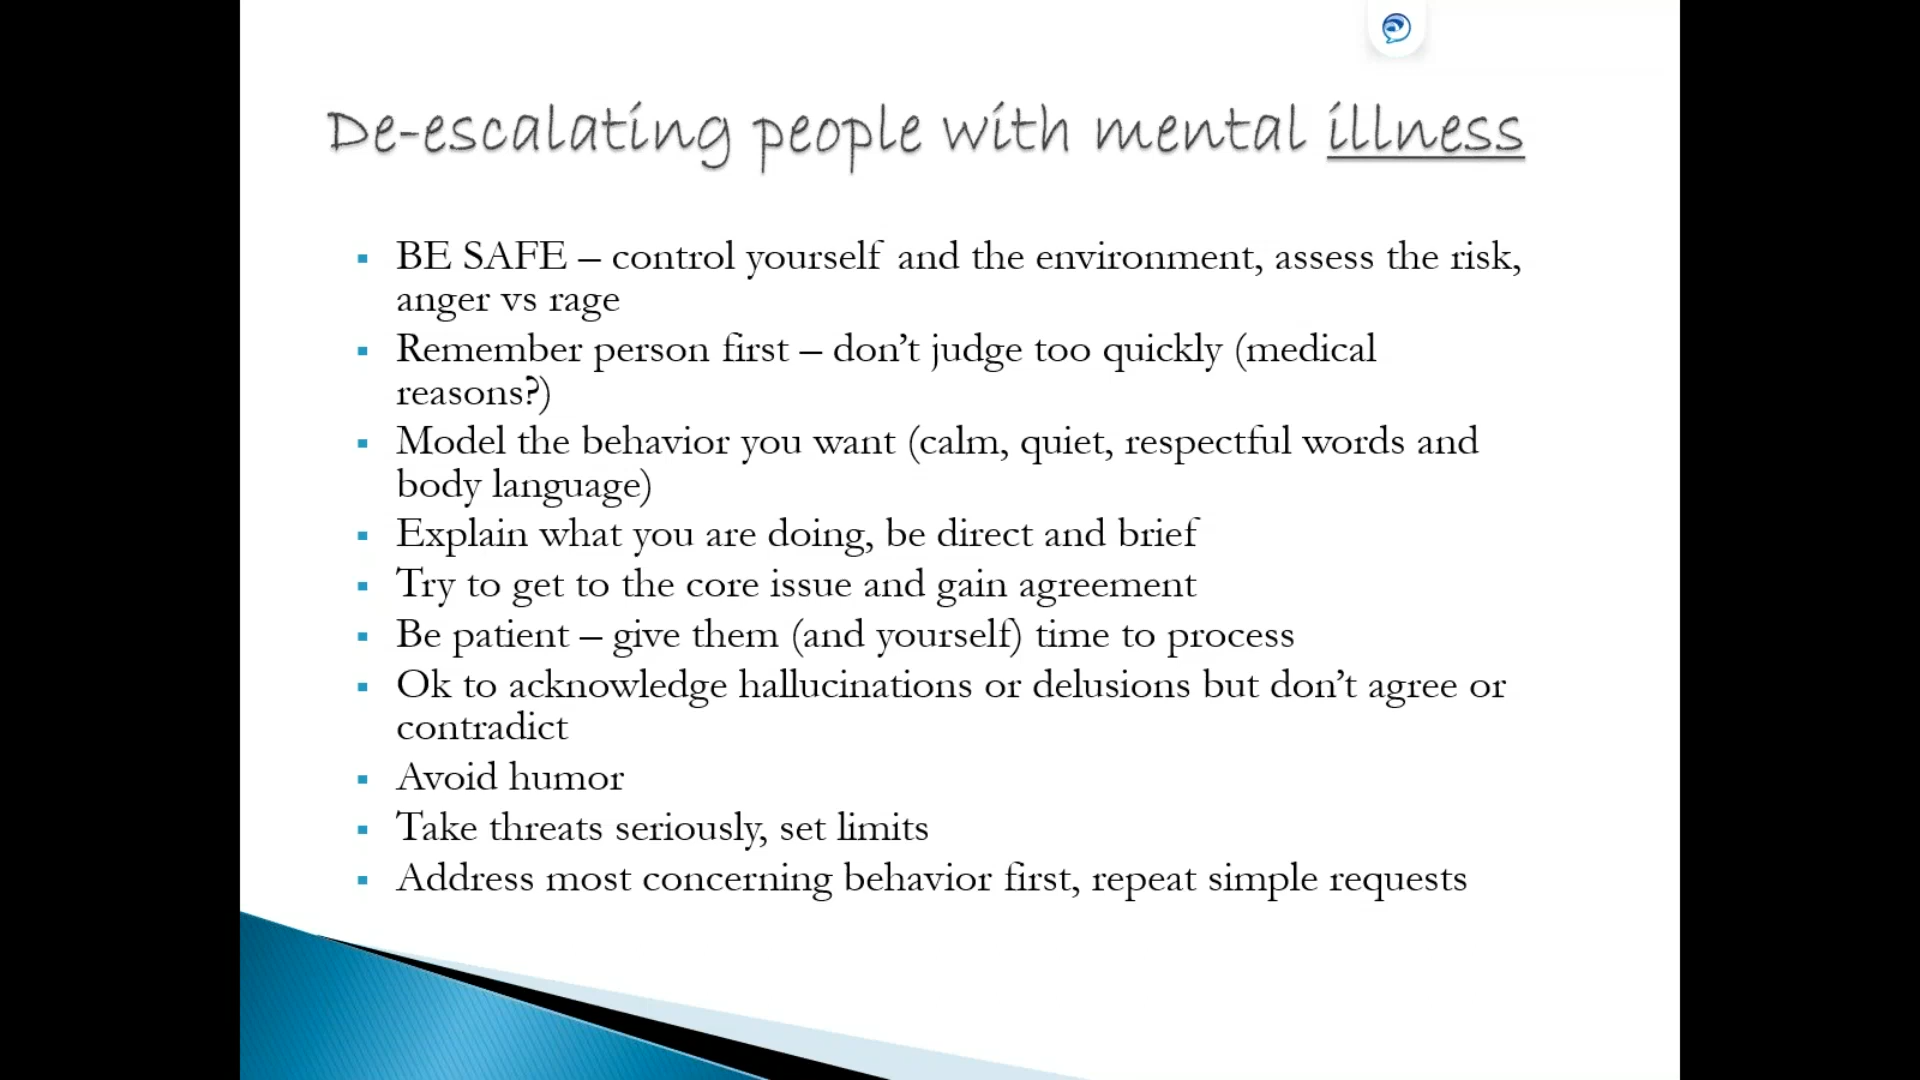 De-escalating people with mental illness
▪ BE SAFE – control yourself and the environment, assess the risk,
anger vs rage
▪ Remember person first – don’t judge too quickly (medical
reasons?)
▪ Model the behavior you want (calm, quiet, respectful words and
body language)
▪ Explain what you are doing, be direct and brief
▪ Try to get to the core issue and gain agreement
▪ Be patient – give them (and yourself) time to process
▪ Ok to acknowledge hallucinations or delusions but don’t agree or
contradict
▪ Avoid humor
▪ Take threats seriously, set limits
▪ Address most concerning behavior first, repeat simple requests